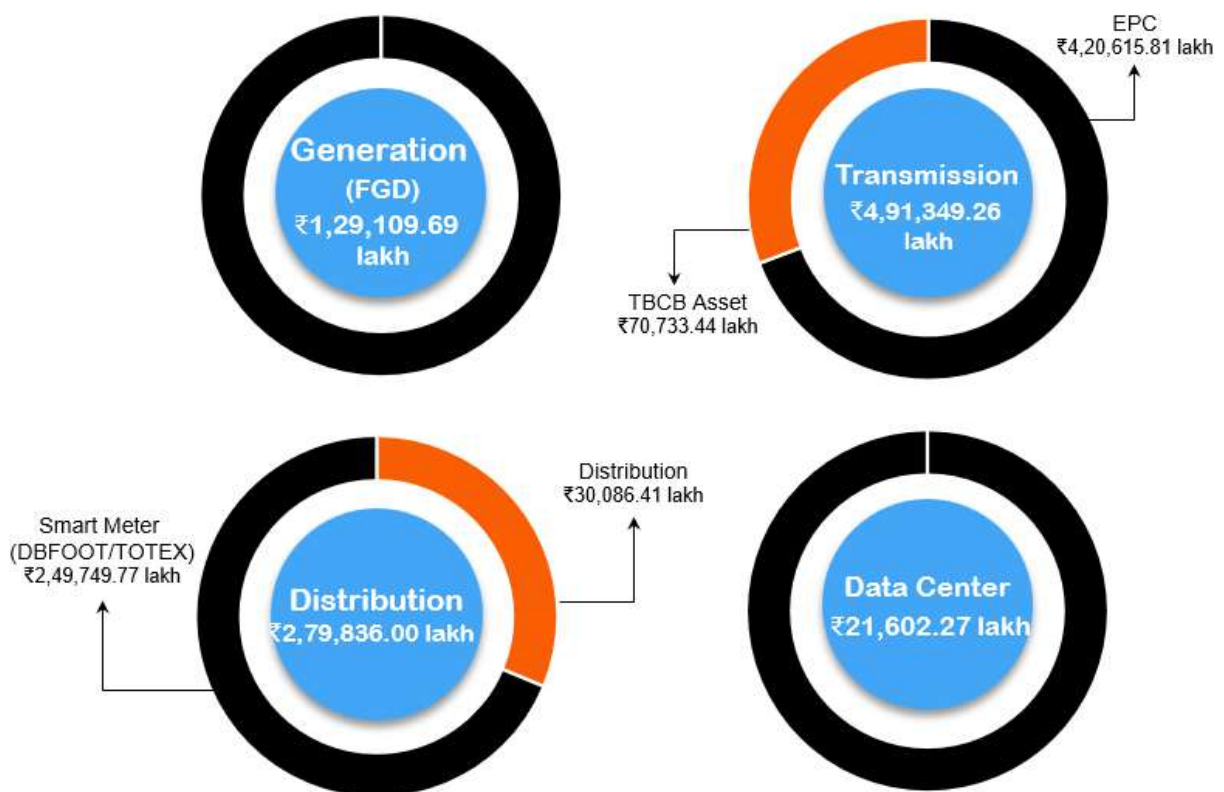 Generation
(FGD)
₹1,29,109.69
lakh
EPC
₹4,20,615.81 lakh
Transmission
₹4,91,349.26
lakh
TBCB Asset
₹70,733.44 lakh
Smart Meter
(DBFOOT/TOTEX)
₹2,49,749.77 lakh
Distribution
₹2,79,836.00 lakh
Distribution
₹30,086.41 lakh
Data Center
₹21,602.27 lakh